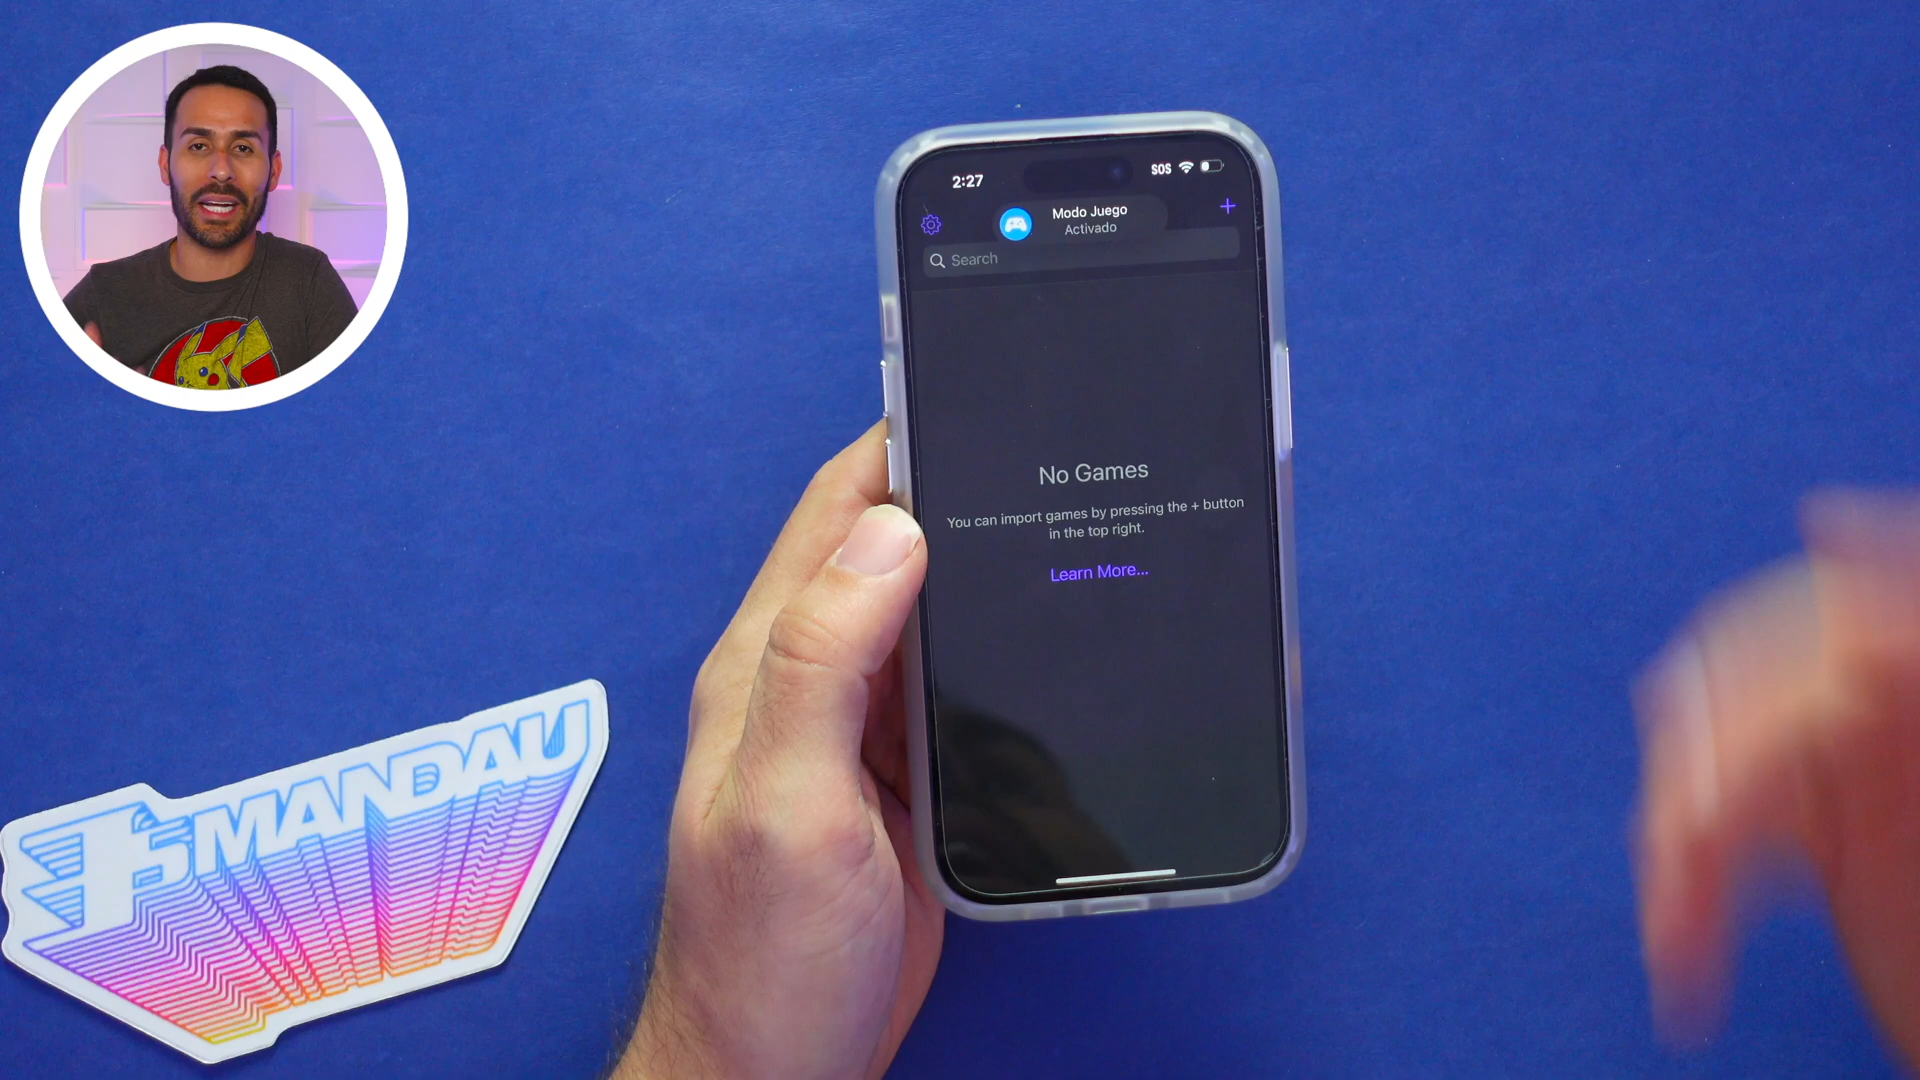 2:27
SOS
Modo Juego
Activado
Search
No Games
You can import games by pressing the + button
in the top right.
Learn More...
MANDAU